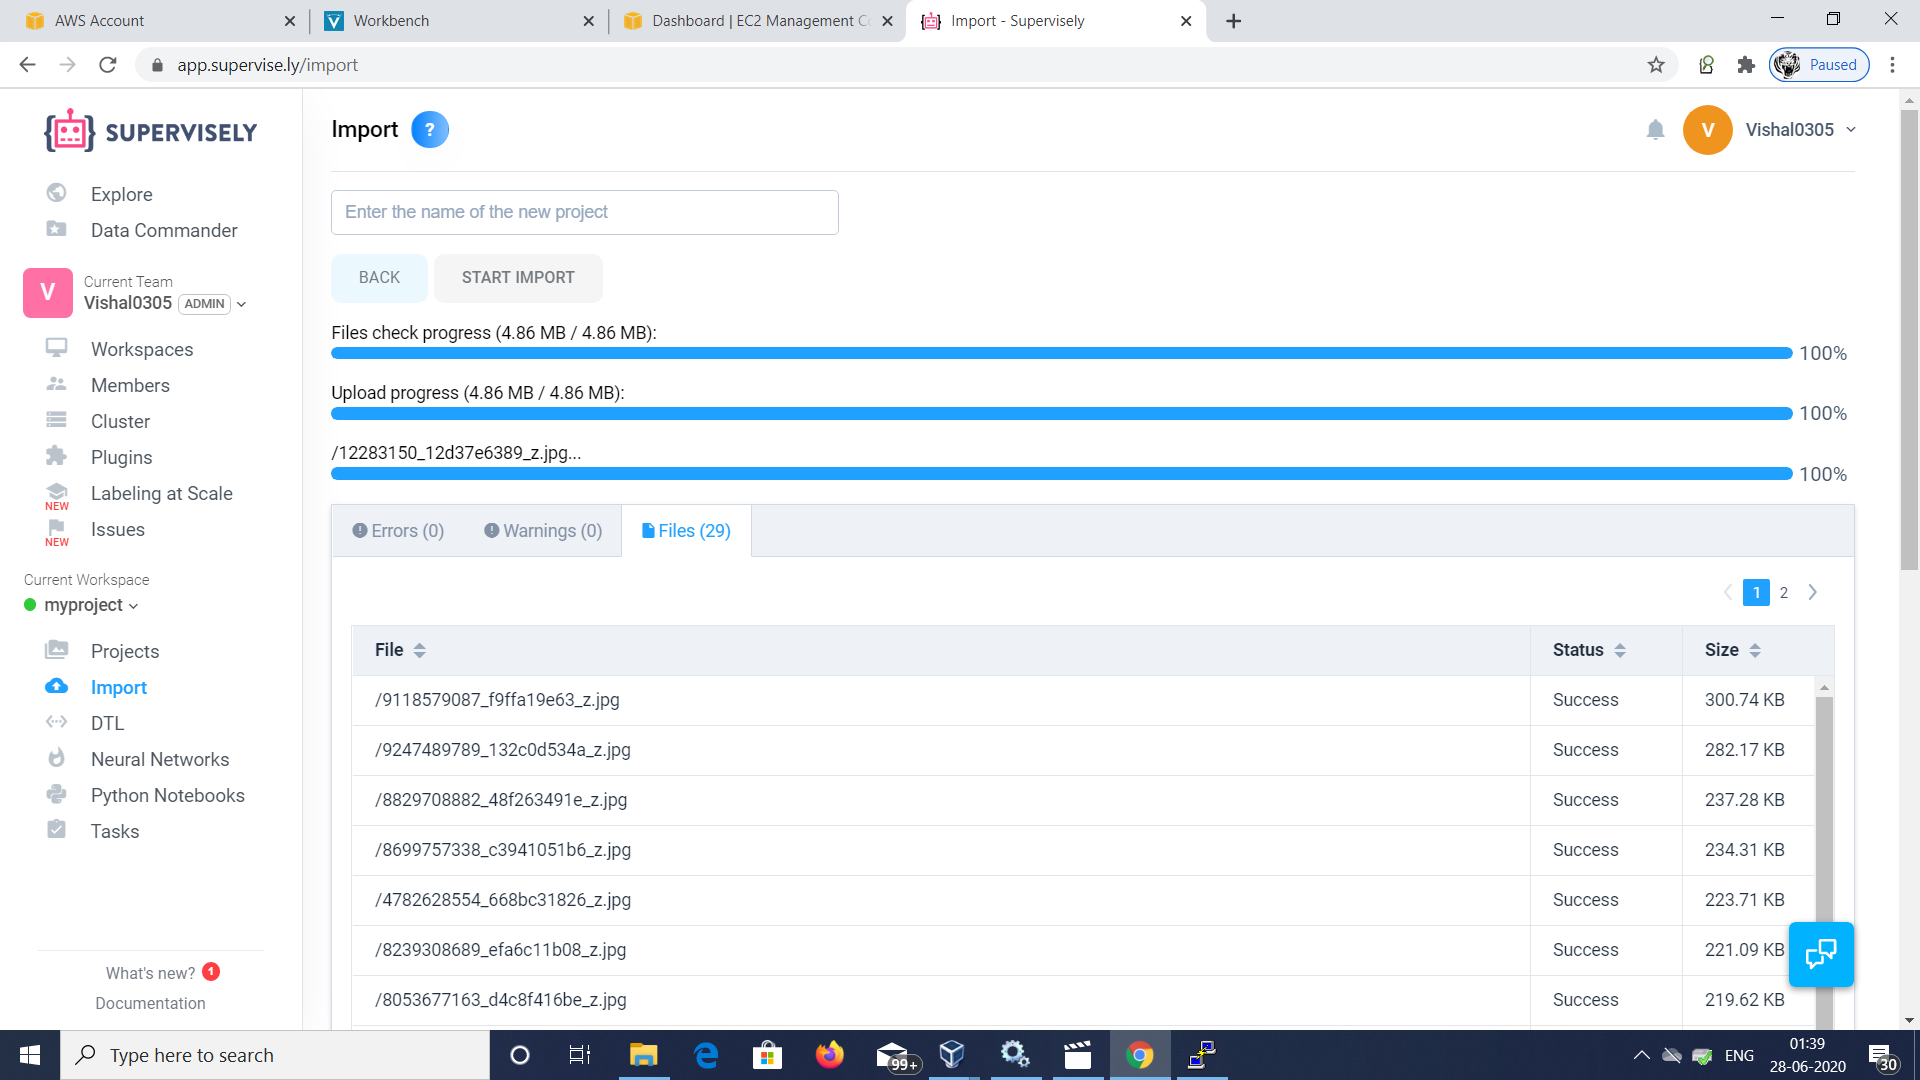 AWS Account
Workbench
Dashboard | EC2 Management Co
Import - Supervisely
app.supervise.ly/import
Paused
SUPERVISELY
Import ?
V Vishal0305
Explore
Data Commander
V
Current Team
Vishal0305 ADMIN
Workspaces
Members
Cluster
Plugins
Labeling at Scale
NEW
Issues
NEW
Current Workspace
myproject
Projects
Import
DTL
Neural Networks
Python Notebooks
Tasks
What's new? 1
Documentation
Enter the name of the new project
BACK START IMPORT
Files check progress (4.86 MB / 4.86 MB):
100%
Upload progress (4.86 MB / 4.86 MB):
100%
/12283150_12d37e6389_z.jpg...
100%
Errors (0) Warnings (0) Files (29)
1 2
File Status Size
/9118579087_f9ffa19e63_z.jpg Success 300.74 KB
/9247489789_132c0d534a_z.jpg Success 282.17 KB
/8829708882_48f263491e_z.jpg Success 237.28 KB
/8699757338_c3941051b6_z.jpg Success 234.31 KB
/4782628554_668bc31826_z.jpg Success 223.71 KB
/8239308689_efa6c11b08_z.jpg Success 221.09 KB
/8053677163_d4c8f416be_z.jpg Success 219.62 KB
Type here to search
99+
ENG
01:39
28-06-2020
30